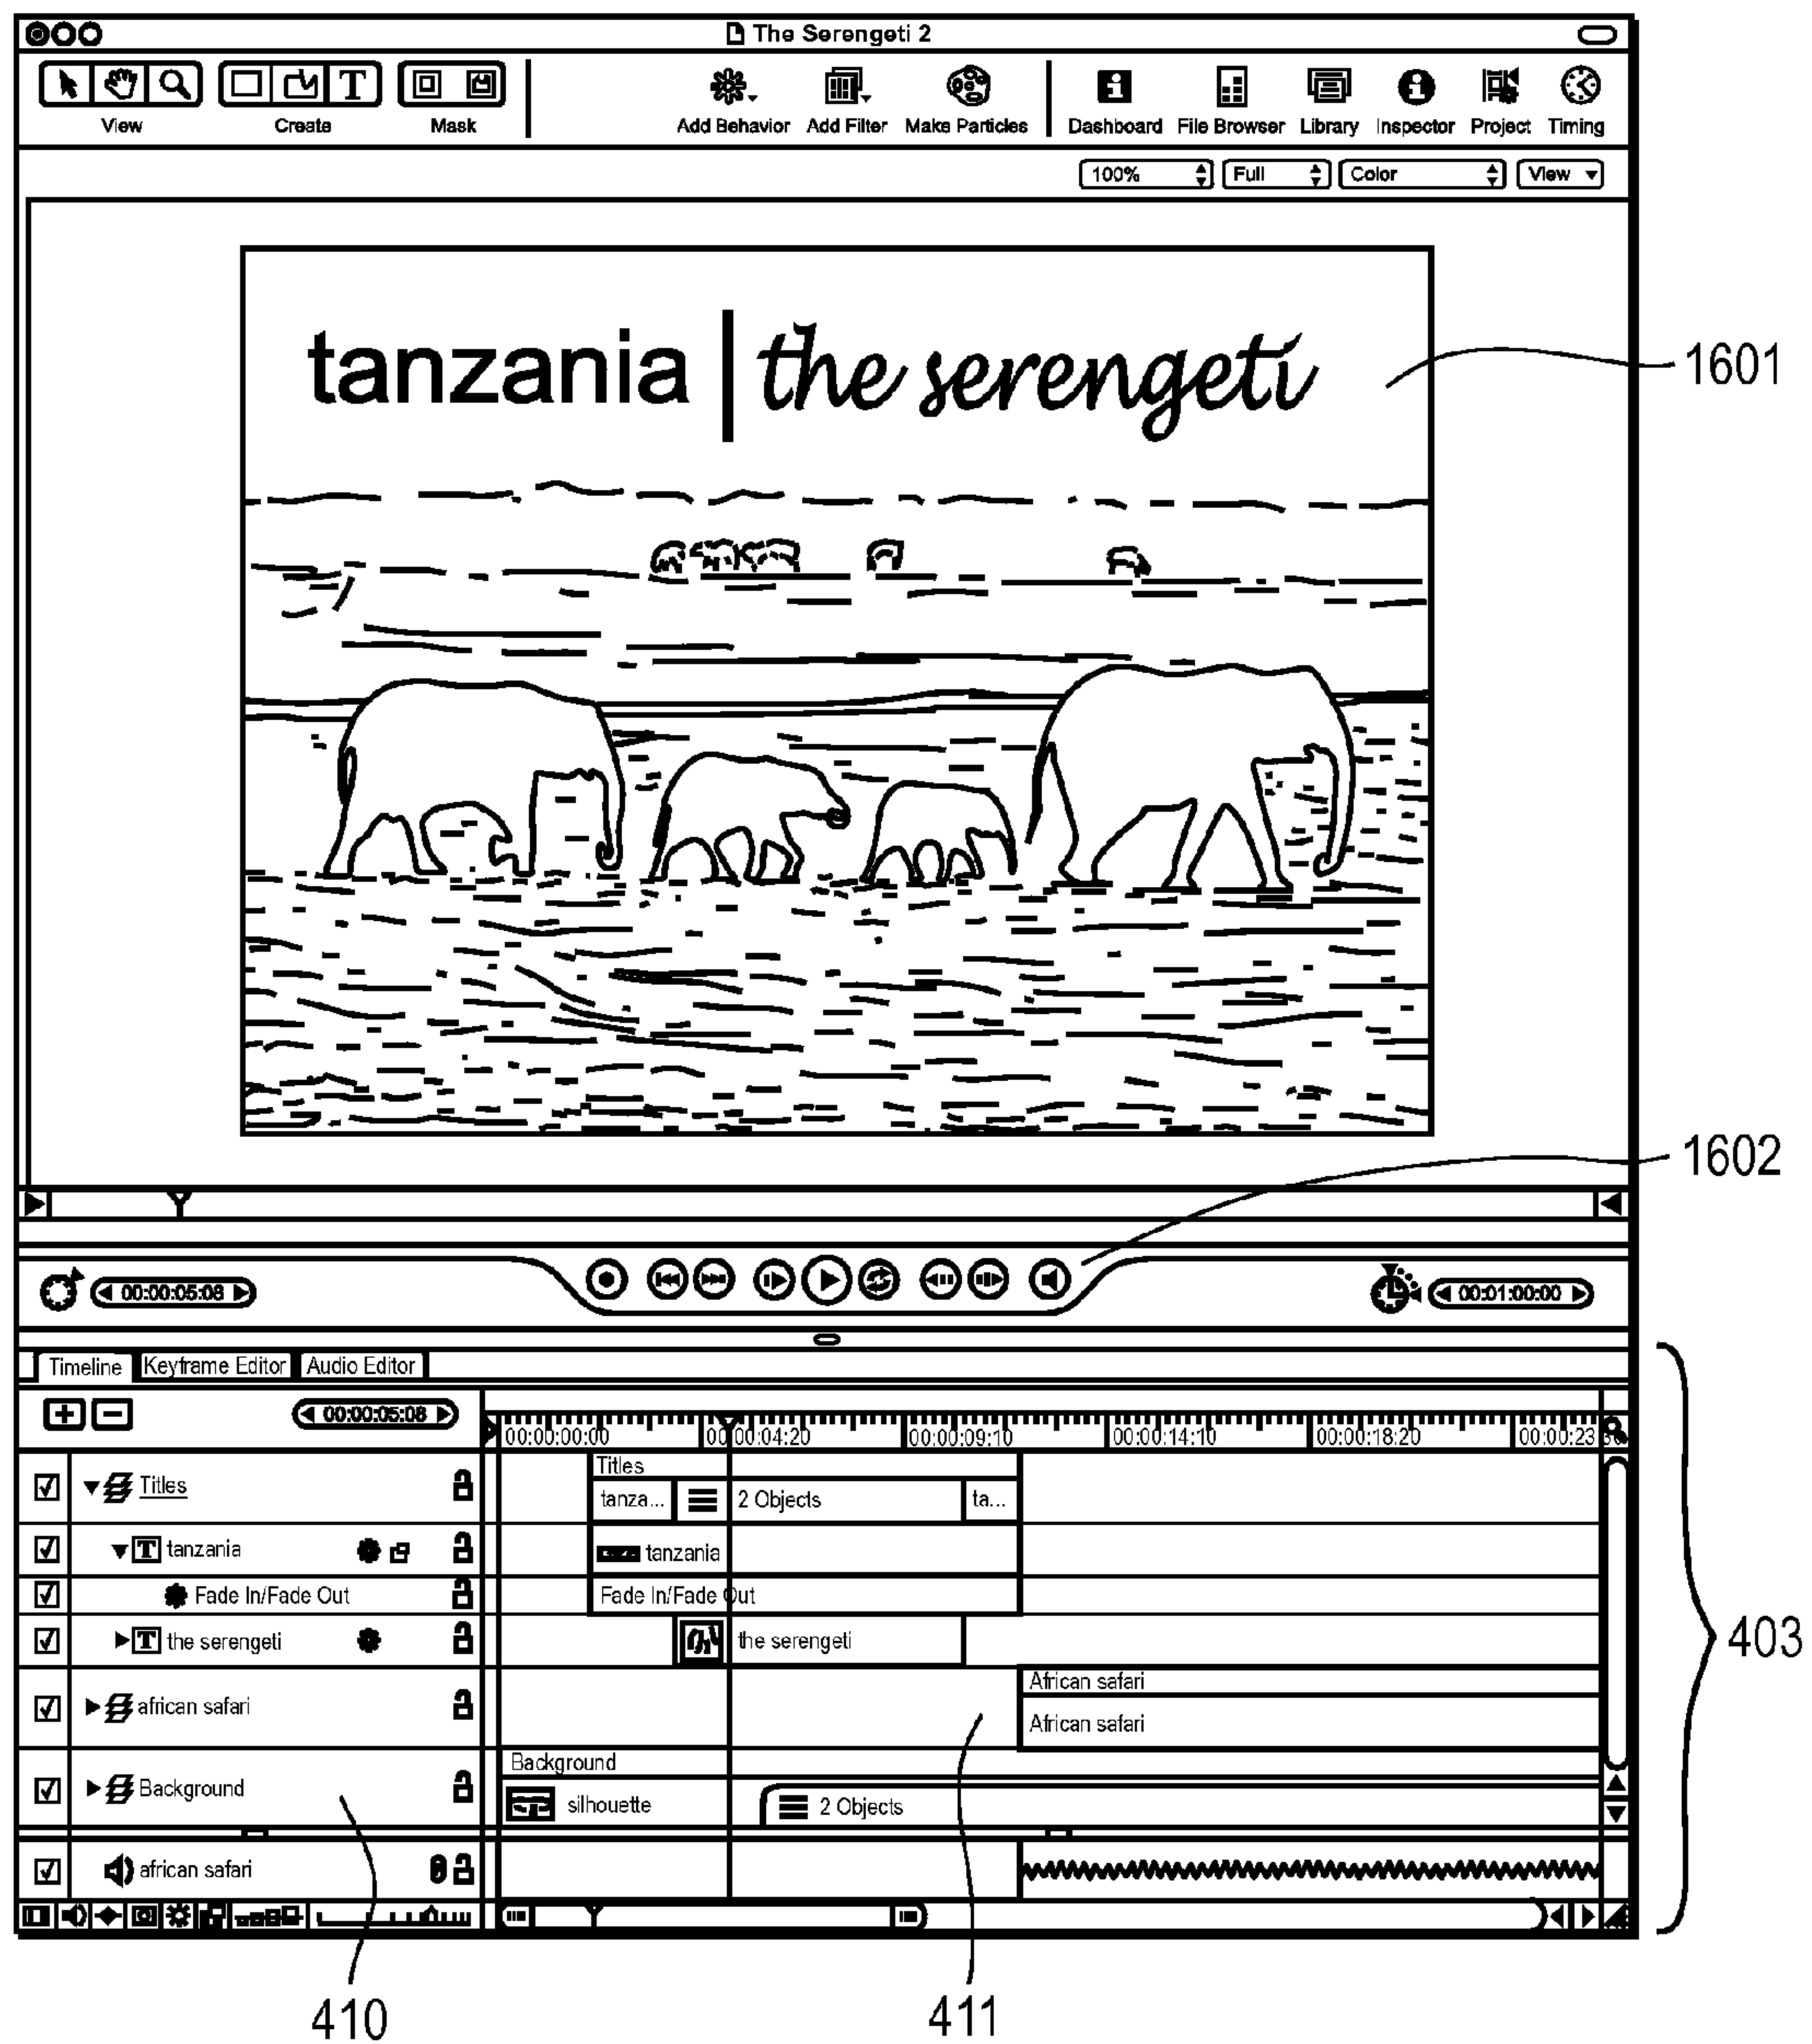 The Serengeti 2
View Create Mask Add Behavior Add Filter Make Particles Dashboard File Browser Library Inspector Project Timing
100% Full Color View
tanzania | the serengeti
1601
1602
00:00:05:08 00:01:00:00
Timeline Keyframe Editor Audio Editor
00:00:05:08
00:00:00:00 00:00:04:20 00:00:09:10 00:00:14:10 00:00:18:20 00:00:23
Titles
Titles
tanza... 2 Objects ta...
T tanzania tanzania
Fade In/Fade Out Fade In/Fade Out
T the serengeti the serengeti
403
African safari
african safari
African safari
Background
Background
silhouette 2 Objects
african safari
410 411